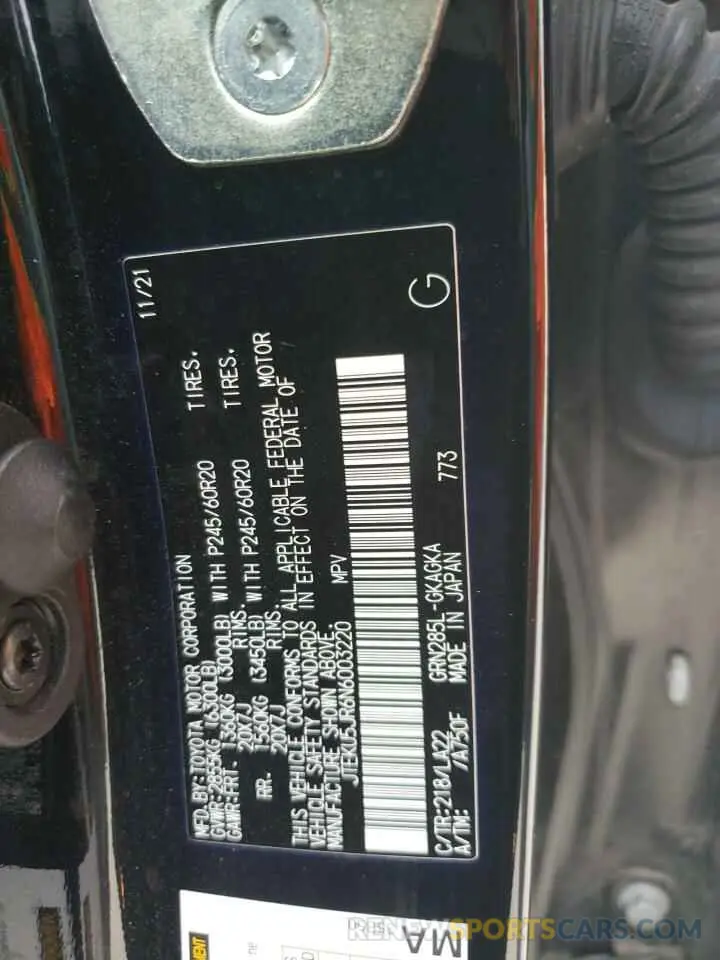 MFD. BY: TOYOTA MOTOR CORPORATION 11/21
GVWR: 2855KG (6300LB)
GAWR: FRT. 1360KG (3000LB) WITH P245/60R20 TIRES.
20X7J RIMS.
RR. 1560KG (3450LB) WITH P245/60R20 TIRES.
20X7J RIMS.
THIS VEHICLE CONFORMS TO ALL APPLICABLE FEDERAL MOTOR
VEHICLE SAFETY STANDARDS IN EFFECT ON THE DATE OF
MANUFACTURE SHOWN ABOVE.
JTEKU5JR6N6003220 MPV
C/TR: 218/LA22 GRN285L-GKAGKA 773 G
A/TM: /A750F MADE IN JAPAN
MA
RENEWSPORTSCARS.COM